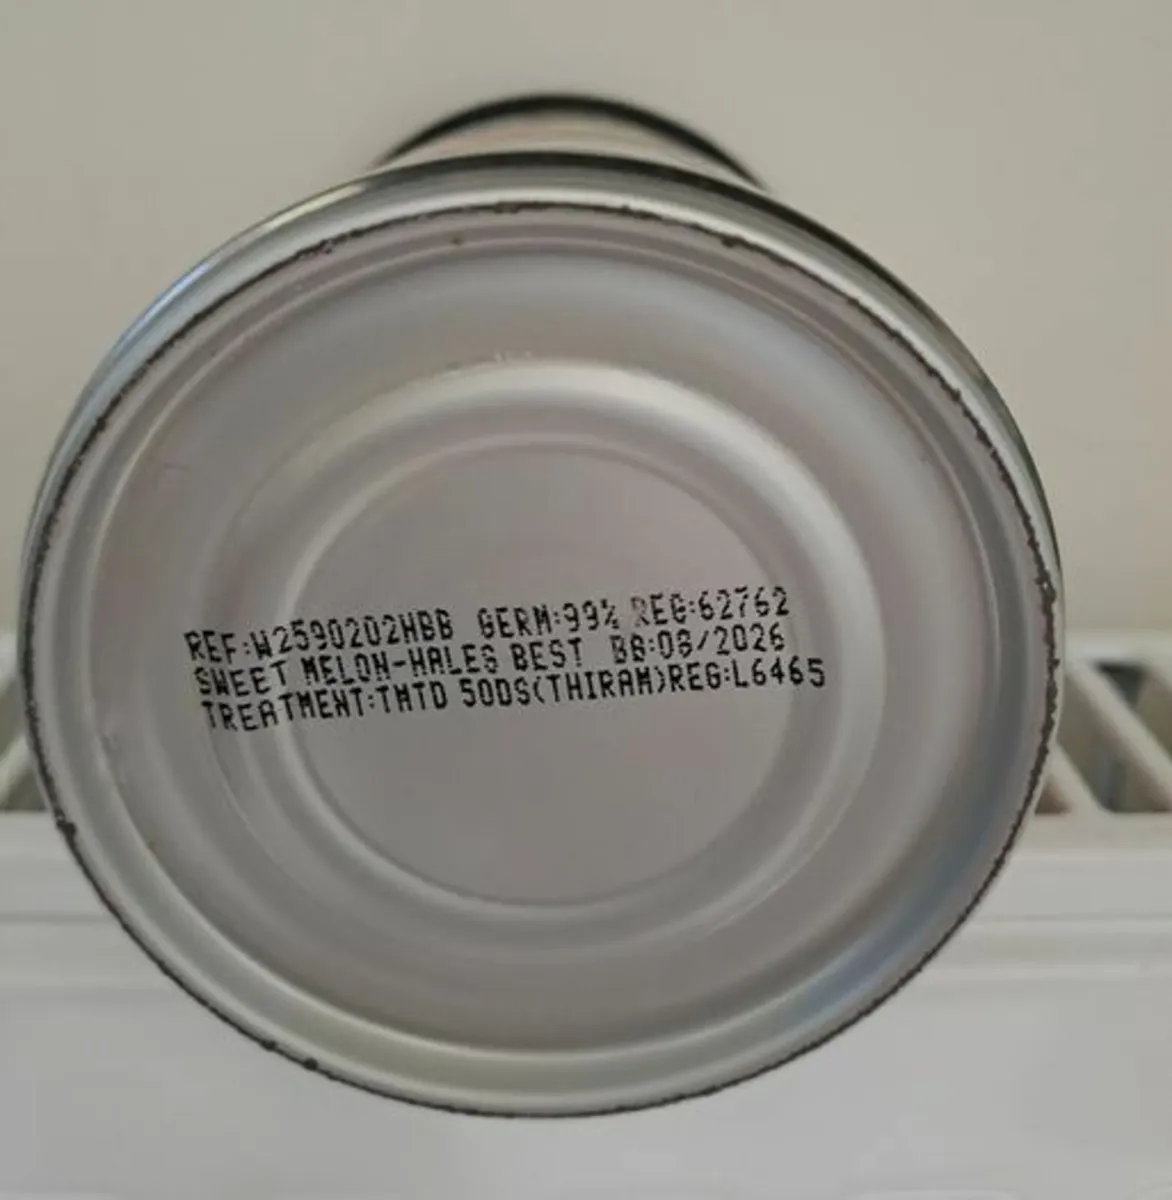 REF:W2590202HBB GERM:99% REG:62762
SWEET MELON-HALES BEST BB:08/2026
TREATMENT:TMTD 50DS(THIRAM)REG:L6465